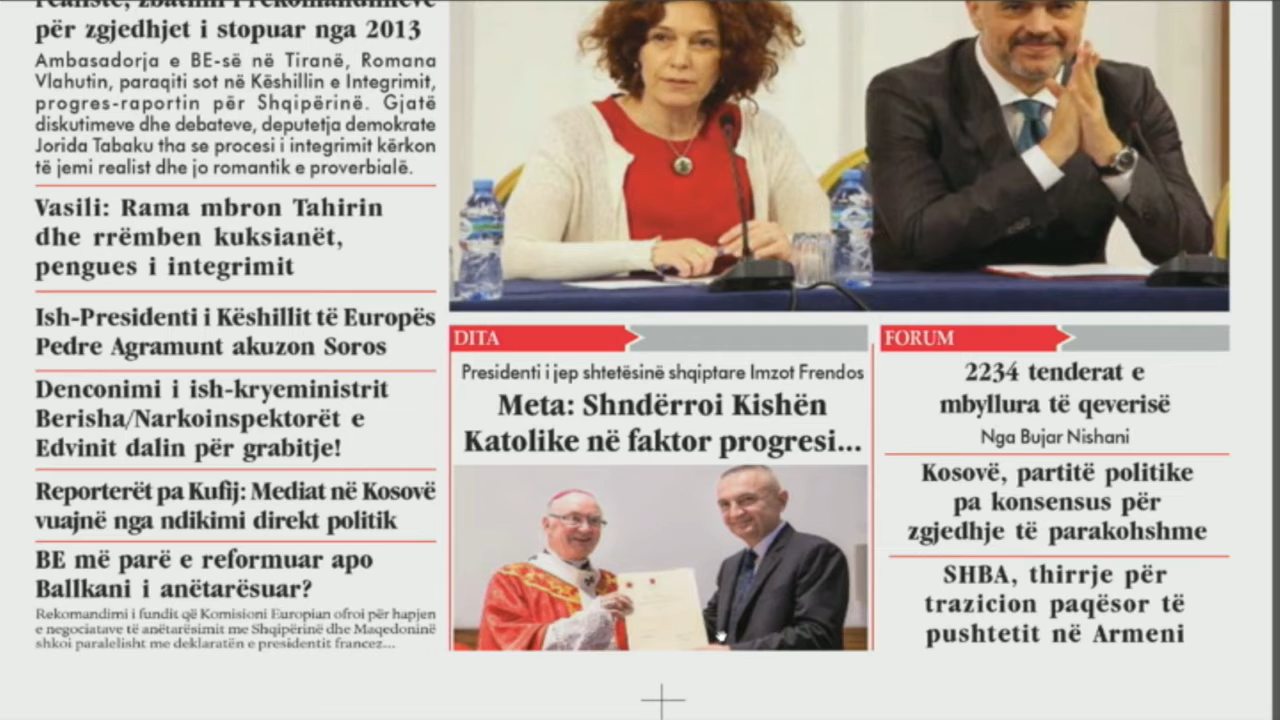 realiste, zbatimi i rekomandimeve
për zgjedhjet i stopuar nga 2013
Ambasadorja e BE-së në Tiranë, Romana
Vlahutin, paraqiti sot në Këshillin e Integrimit,
progres-raportin për Shqipërinë. Gjatë
diskutimeve dhe debateve, deputetja demokrate
Jorida Tabaku tha se procesi i integrimit kërkon
të jemi realist dhe jo romantik e proverbialë.
Vasili: Rama mbron Tahirin
dhe rrëmben kuksianët,
pengues i integrimit
Ish-Presidenti i Këshillit të Europës
Pedre Agramunt akuzon Soros
Denconimi i ish-kryeministrit
Berisha/Narkoinspektorët e
Edvinit dalin për grabitje!
Reporterët pa Kufij: Mediat në Kosovë
vuajnë nga ndikimi direkt politik
BE më parë e reformuar apo
Ballkani i anëtarësuar?
Rekomandimi i fundit që Komisioni Europian ofroi për hapjen
e negociatave të anëtarësimit me Shqipërinë dhe Maqedoninë
shkoi paralelisht me deklaratën e presidentit francez...
DITA
Presidenti i jep shtetësinë shqiptare Imzot Frendos
Meta: Shndërroi Kishën
Katolike në faktor progresi...
FORUM
2234 tenderat e
mbyllura të qeverisë
Nga Bujar Nishani
Kosovë, partitë politike
pa konsensus për
zgjedhje të parakohshme
SHBA, thirrje për
trazicion paqësor të
pushtetit në Armeni